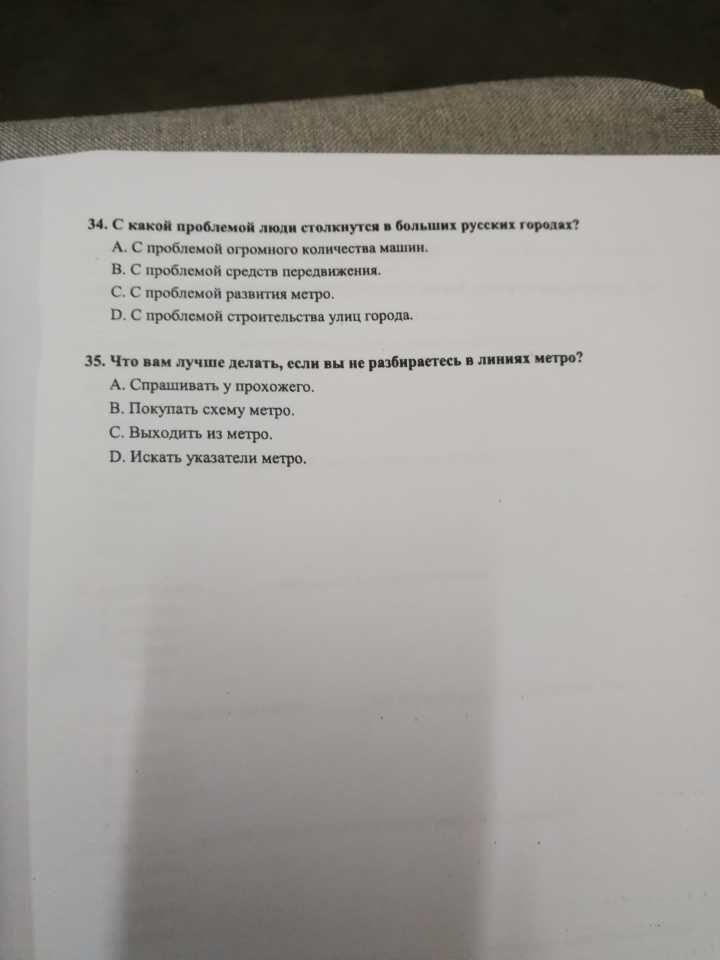 34. С какой проблемой люди столкнутся в больших русских городах?
A. С проблемой огромного количества машин.
B. С проблемой средств передвижения.
C. С проблемой развития метро.
D. С проблемой строительства улиц города.
35. Что вам лучше делать, если вы не разбираетесь в линиях метро?
A. Спрашивать у прохожего.
B. Покупать схему метро.
C. Выходить из метро.
D. Искать указатели метро.